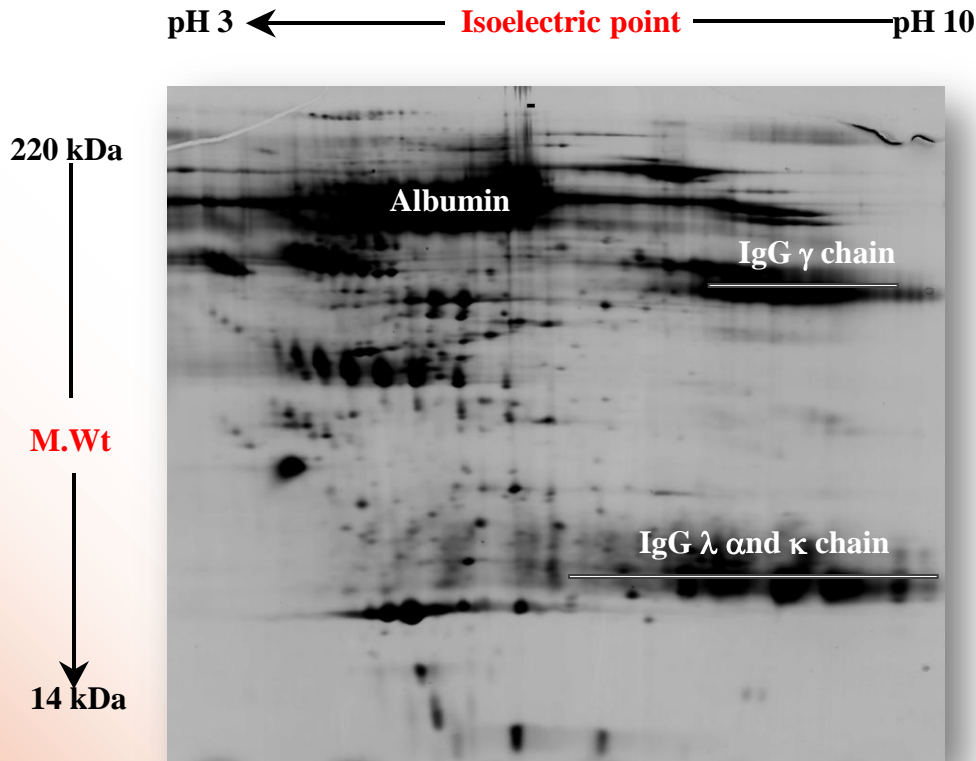 pH 3 Isoelectric point pH 10
220 kDa
Albumin
IgG γ chain
M.Wt
IgG λ αnd κ chain
14 kDa